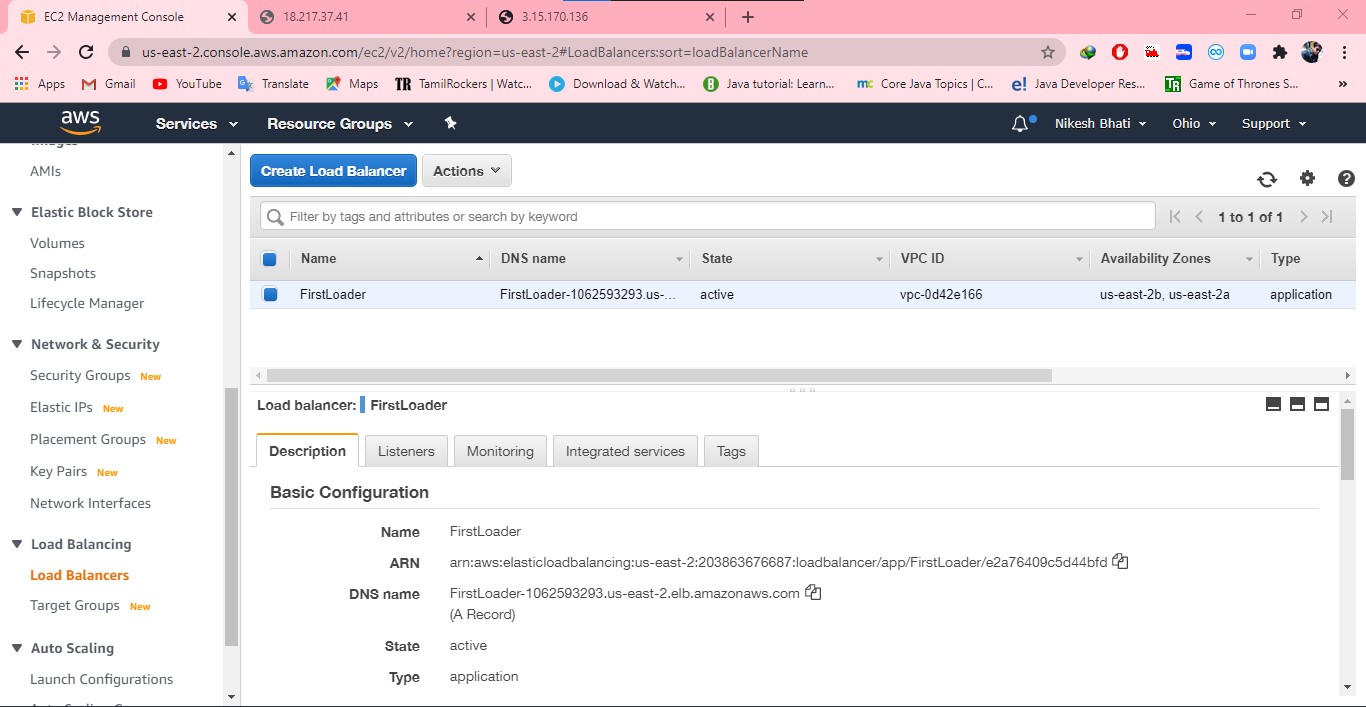 EC2 Management Console
18.217.37.41
3.15.170.136
us-east-2.console.aws.amazon.com/ec2/v2/home?region=us-east-2#LoadBalancers:sort=loadBalancerName
Apps Gmail YouTube Translate Maps TR TamilRockers | Watc... Download & Watch... Java tutorial: Learn... mc Core Java Topics | C... e! Java Developer Res... TR Game of Thrones S... »
aws Services Resource Groups Nikesh Bhati Ohio Support
Images
AMIs
Elastic Block Store
Volumes
Snapshots
Lifecycle Manager
Network & Security
Security Groups New
Elastic IPs New
Placement Groups New
Key Pairs New
Network Interfaces
Load Balancing
Load Balancers
Target Groups New
Auto Scaling
Launch Configurations
Create Load Balancer Actions
Filter by tags and attributes or search by keyword
1 to 1 of 1
Name DNS name State VPC ID Availability Zones Type
FirstLoader FirstLoader-1062593293.us-... active vpc-0d42e166 us-east-2b, us-east-2a application
Load balancer: FirstLoader
Description Listeners Monitoring Integrated services Tags
Basic Configuration
Name FirstLoader
ARN arn:aws:elasticloadbalancing:us-east-2:203863676687:loadbalancer/app/FirstLoader/e2a76409c5d44bfd
DNS name FirstLoader-1062593293.us-east-2.elb.amazonaws.com
(A Record)
State active
Type application